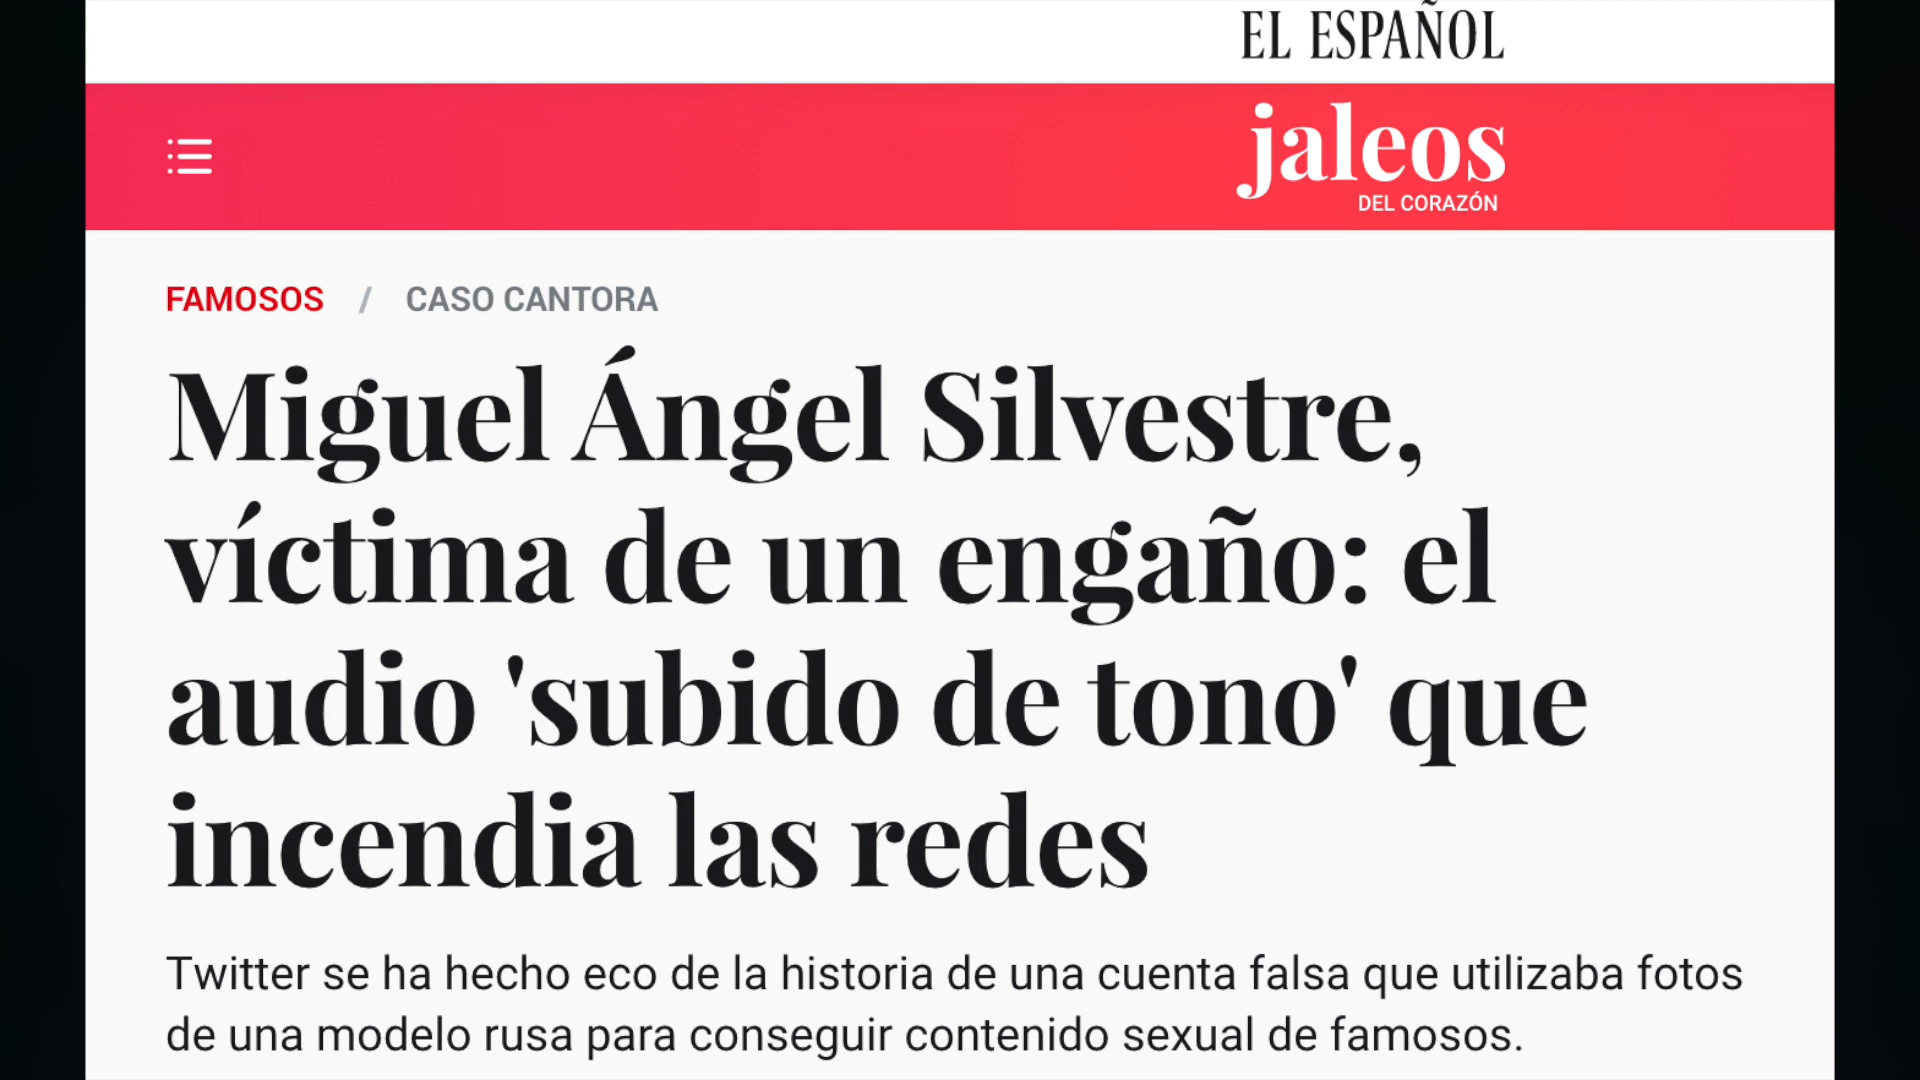 EL ESPAÑOL
jaleos
DEL CORAZÓN
FAMOSOS / CASO CANTORA
Miguel Ángel Silvestre,
víctima de un engaño: el
audio 'subido de tono' que
incendia las redes
Twitter se ha hecho eco de la historia de una cuenta falsa que utilizaba fotos
de una modelo rusa para conseguir contenido sexual de famosos.